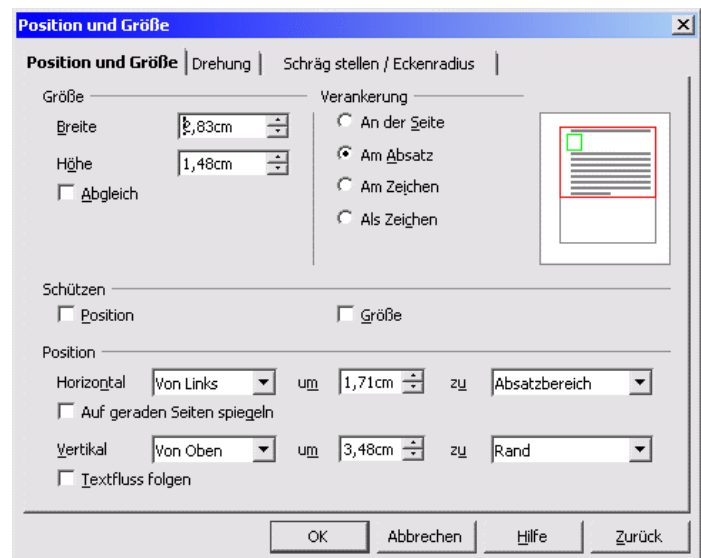 Position und Größe
Position und Größe Drehung Schräg stellen / Eckenradius
Größe
Breite 2,83cm
Höhe 1,48cm
Abgleich
Verankerung
An der Seite
Am Absatz
Am Zeichen
Als Zeichen
Schützen
Position Größe
Position
Horizontal Von Links um 1,71cm zu Absatzbereich
Auf geraden Seiten spiegeln
Vertikal Von Oben um 3,48cm zu Rand
Textfluss folgen
OK Abbrechen Hilfe Zurück